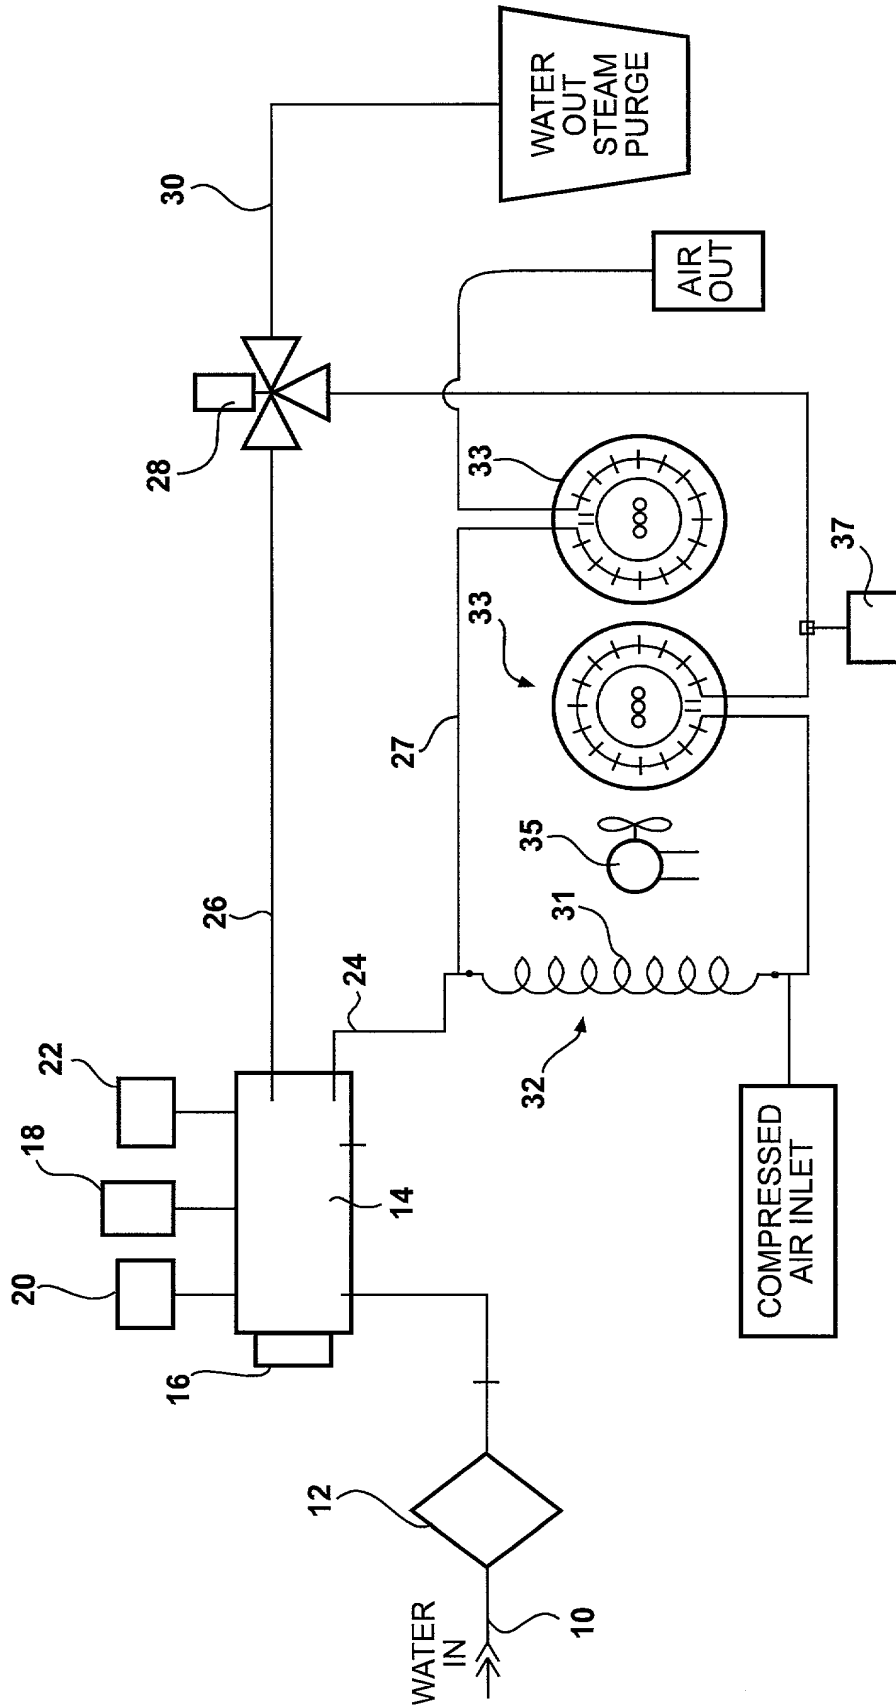 WATER
IN
10
12
16
20
18
22
14
24
26
32
31
35
27
33
33
28
30
37
COMPRESSED
AIR INLET
AIR
OUT
WATER
OUT
STEAM
PURGE